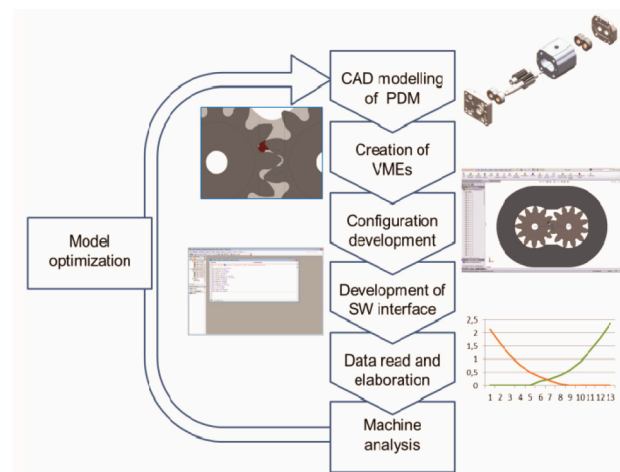 CAD modelling
of PDM
Creation of
VMEs
Configuration
development
Model
optimization
Development of
SW interface
Data read and
elaboration
Machine
analysis
2,5
2
1,5
1
0,5
0
1 2 3 4 5 6 7 8 9 10 11 12 13